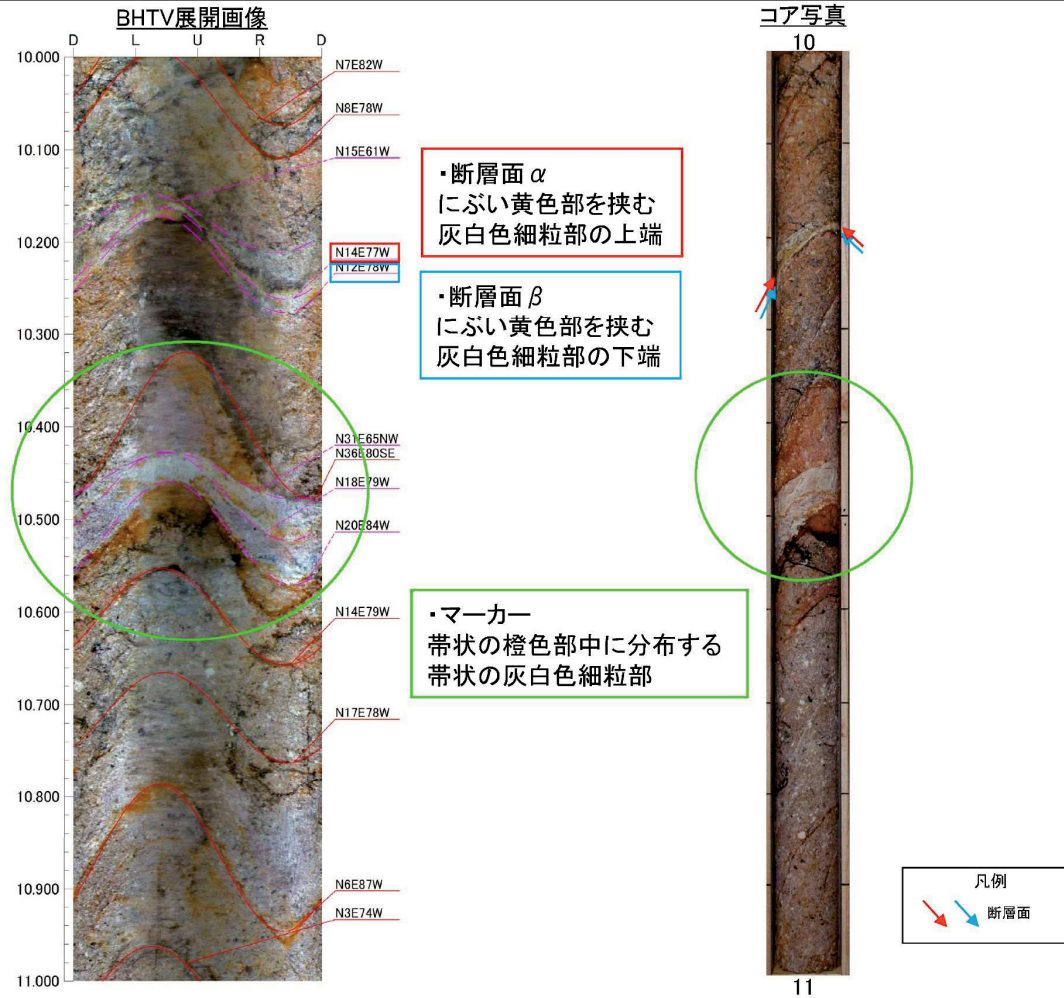 BHTV展開画像
D L U R D
10.000
10.100
10.200
10.300
10.400
10.500
10.600
10.700
10.800
10.900
11.000
N7E82W
N8E78W
N15E61W
N14E77W
N12E78W
N31E65NW
N36E80SE
N18E79W
N20E84W
N14E79W
N17E78W
N6E87W
N3E74W
・断層面α
にぶい黄色部を挟む
灰白色細粒部の上端
・断層面β
にぶい黄色部を挟む
灰白色細粒部の下端
・マーカー
帯状の橙色部中に分布する
帯状の灰白色細粒部
コア写真
10
11
凡例
断層面